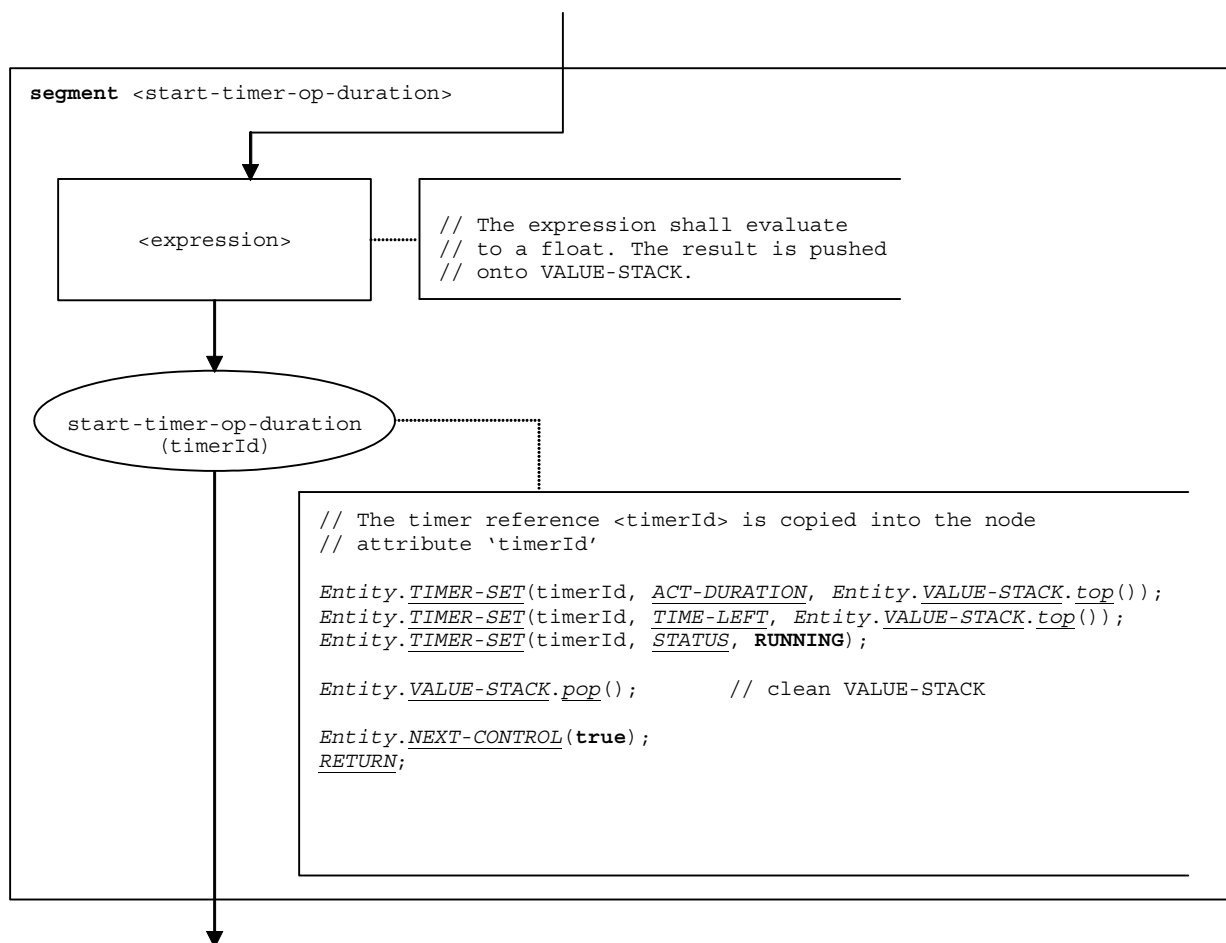 segment <start-timer-op-duration>
<expression>
// The expression shall evaluate
// to a float. The result is pushed
// onto VALUE-STACK.
start-timer-op-duration
(timerId)
// The timer reference <timerId> is copied into the node
// attribute ‘timerId’
Entity.TIMER-SET(timerId, ACT-DURATION, Entity.VALUE-STACK.top());
Entity.TIMER-SET(timerId, TIME-LEFT, Entity.VALUE-STACK.top());
Entity.TIMER-SET(timerId, STATUS, RUNNING);
Entity.VALUE-STACK.pop(); // clean VALUE-STACK
Entity.NEXT-CONTROL(true);
RETURN;